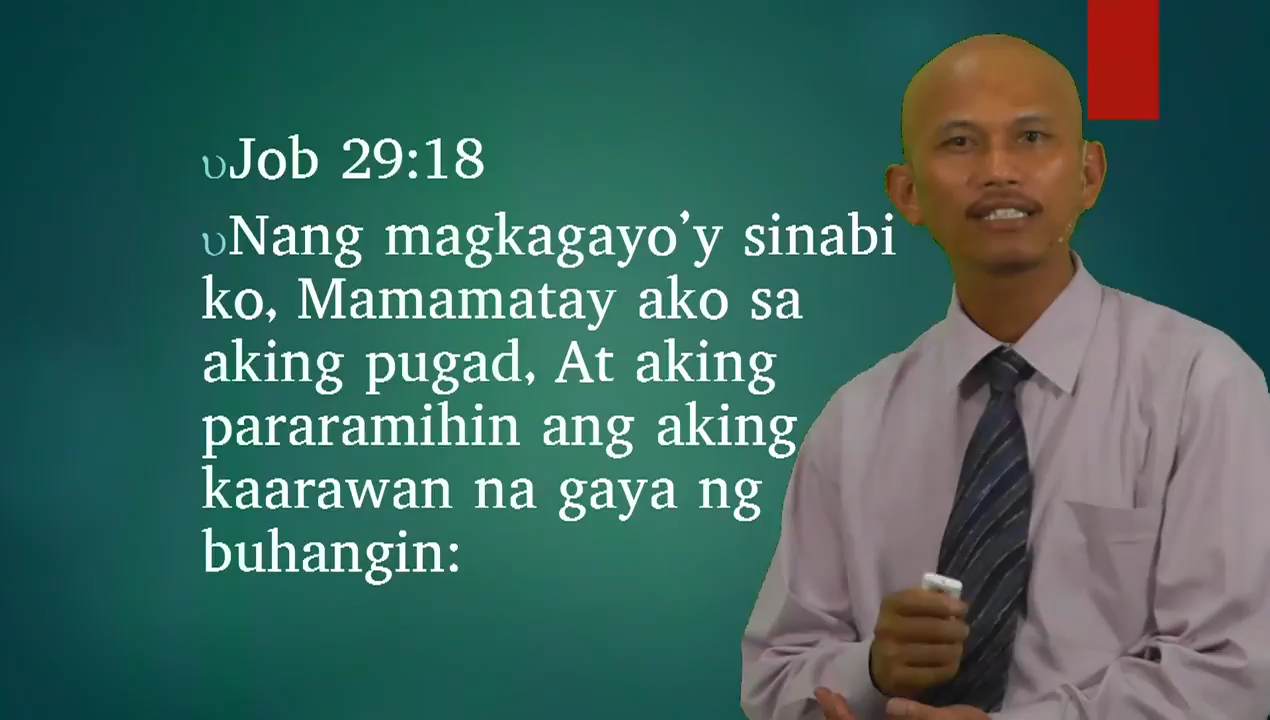 Job 29:18
Nang magkagayo’y sinabi
ko, Mamamatay ako sa
aking pugad, At aking
pararamihin ang aking
kaarawan na gaya ng
buhangin: